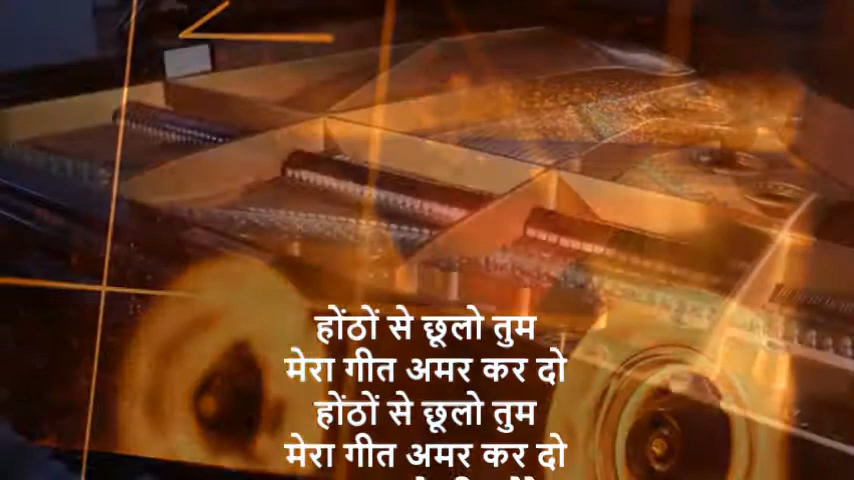 होंठों से छूलो तुम
मेरा गीत अमर कर दो
होंठों से छूलो तुम
मेरा गीत अमर कर दो